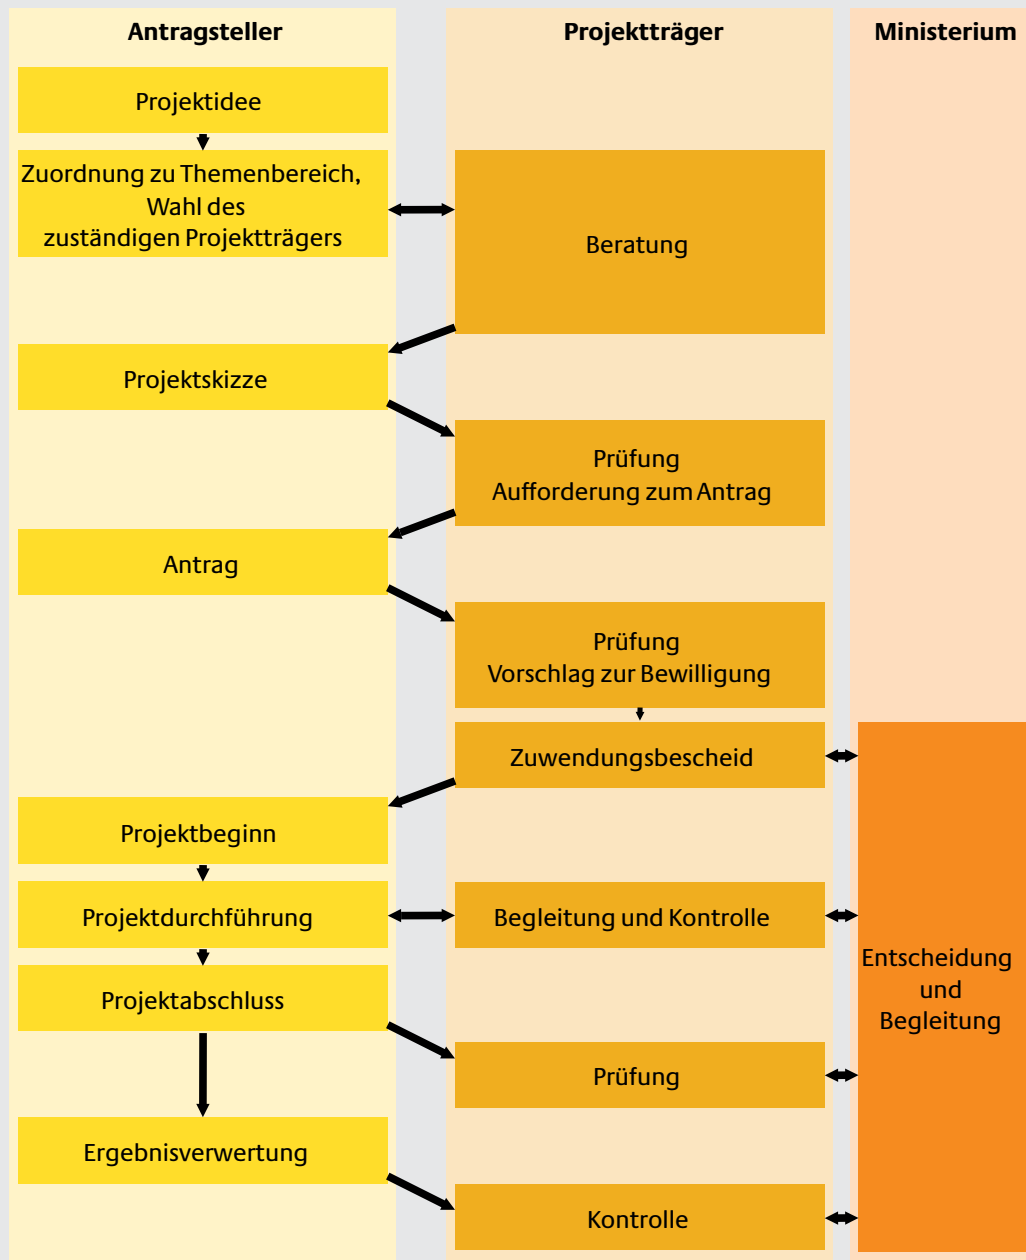 Antragsteller
Projektträger
Ministerium
Projektidee
Zuordnung zu Themenbereich,
Wahl des
zuständigen Projektträgers
Beratung
Projektskizze
Prüfung
Aufforderung zum Antrag
Antrag
Prüfung
Vorschlag zur Bewilligung
Zuwendungsbescheid
Projektbeginn
Projektdurchführung
Begleitung und Kontrolle
Entscheidung
und
Begleitung
Projektabschluss
Prüfung
Ergebnisverwertung
Kontrolle